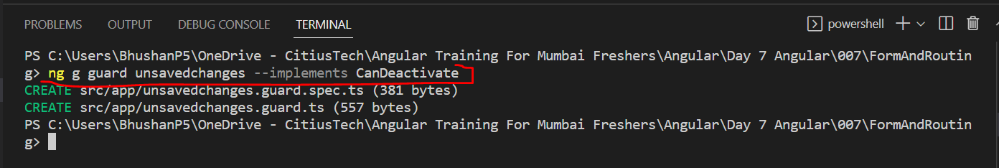 PROBLEMS OUTPUT DEBUG CONSOLE TERMINAL powershell
PS C:\Users\BhushanP5\OneDrive - CitiusTech\Angular Training For Mumbai Freshers\Angular\Day 7 Angular\007\FormAndRoutin
g> ng g guard unsavedchanges --implements CanDeactivate
CREATE src/app/unsavedchanges.guard.spec.ts (381 bytes)
CREATE src/app/unsavedchanges.guard.ts (557 bytes)
PS C:\Users\BhushanP5\OneDrive - CitiusTech\Angular Training For Mumbai Freshers\Angular\Day 7 Angular\007\FormAndRoutin
g>